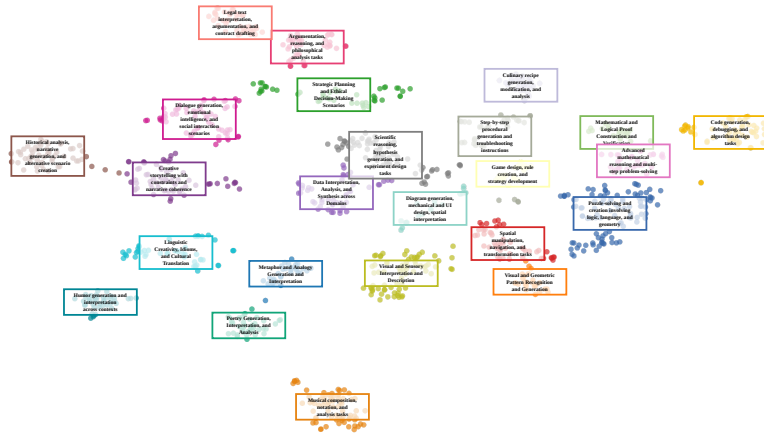 Legal text
interpretation,
argumentation, and
contract drafting
Argumentation,
reasoning, and
philosophical
analysis tasks
Strategic Planning
and Ethical
Decision-Making
Scenarios
Culinary recipe
generation,
modification, and
analysis
Dialogue generation,
emotional
intelligence, and
social interaction
scenarios
Step-by-step
procedural
generation and
troubleshooting
instructions
Mathematical and
Logical Proof
Construction and
Verification
Code generation,
debugging, and
algorithm design
tasks
Historical analysis,
narrative
generation, and
alternative scenario
creation
Scientific
reasoning,
hypothesis
generation, and
experiment design
tasks
Advanced
mathematical
reasoning and multi-
step problem-solving
Creative
storytelling with
constraints and
narrative coherence
Game design, rule
creation, and
strategy development
Data Interpretation,
Analysis, and
Synthesis across
Domains
Diagram generation,
mechanical and UI
design, spatial
interpretation
Puzzle-solving and
creation involving
logic, language, and
geometry
Linguistic
Creativity, Idioms,
and Cultural
Translation
Spatial
manipulation,
navigation, and
transformation tasks
Metaphor and Analogy
Generation and
Interpretation
Visual and Sensory
Interpretation and
Description
Visual and Geometric
Pattern Recognition
and Generation
Humor generation and
interpretation
across contexts
Poetry Generation,
Interpretation, and
Analysis
Musical composition,
notation, and
analysis tasks